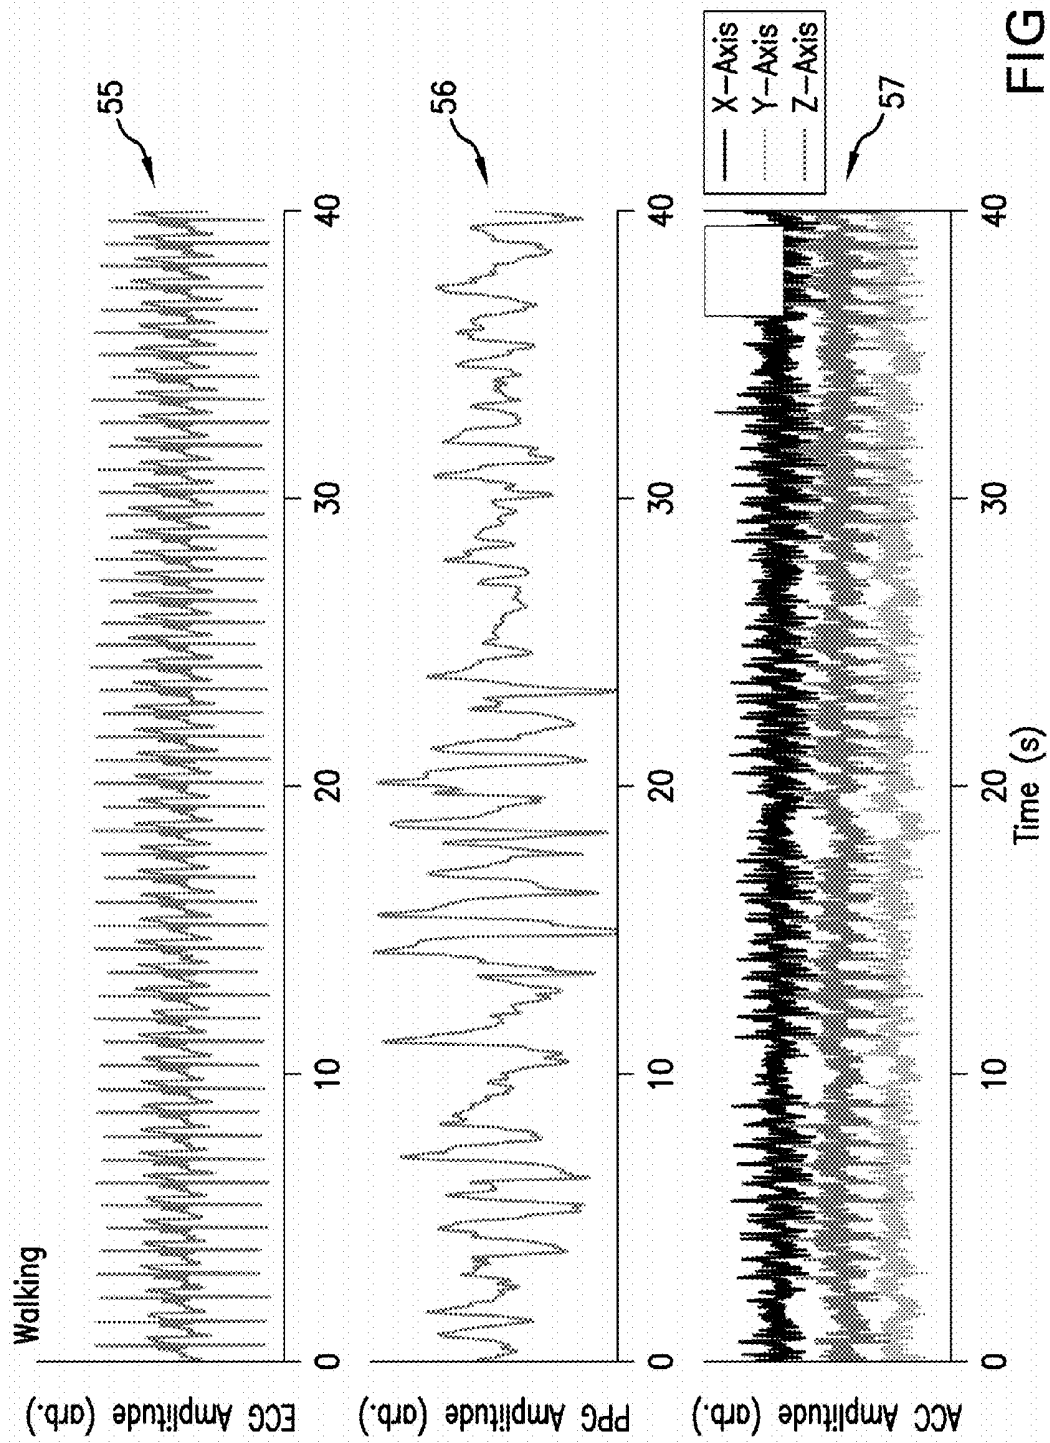 Walking
ECG Amplitude (arb.)
55
0
10
20
30
40
PPG Amplitude (arb.)
56
0
10
20
30
40
ACC Amplitude (arb.)
X-Axis
Y-Axis
Z-Axis
57
0
10
20
30
40
Time (s)
FIG